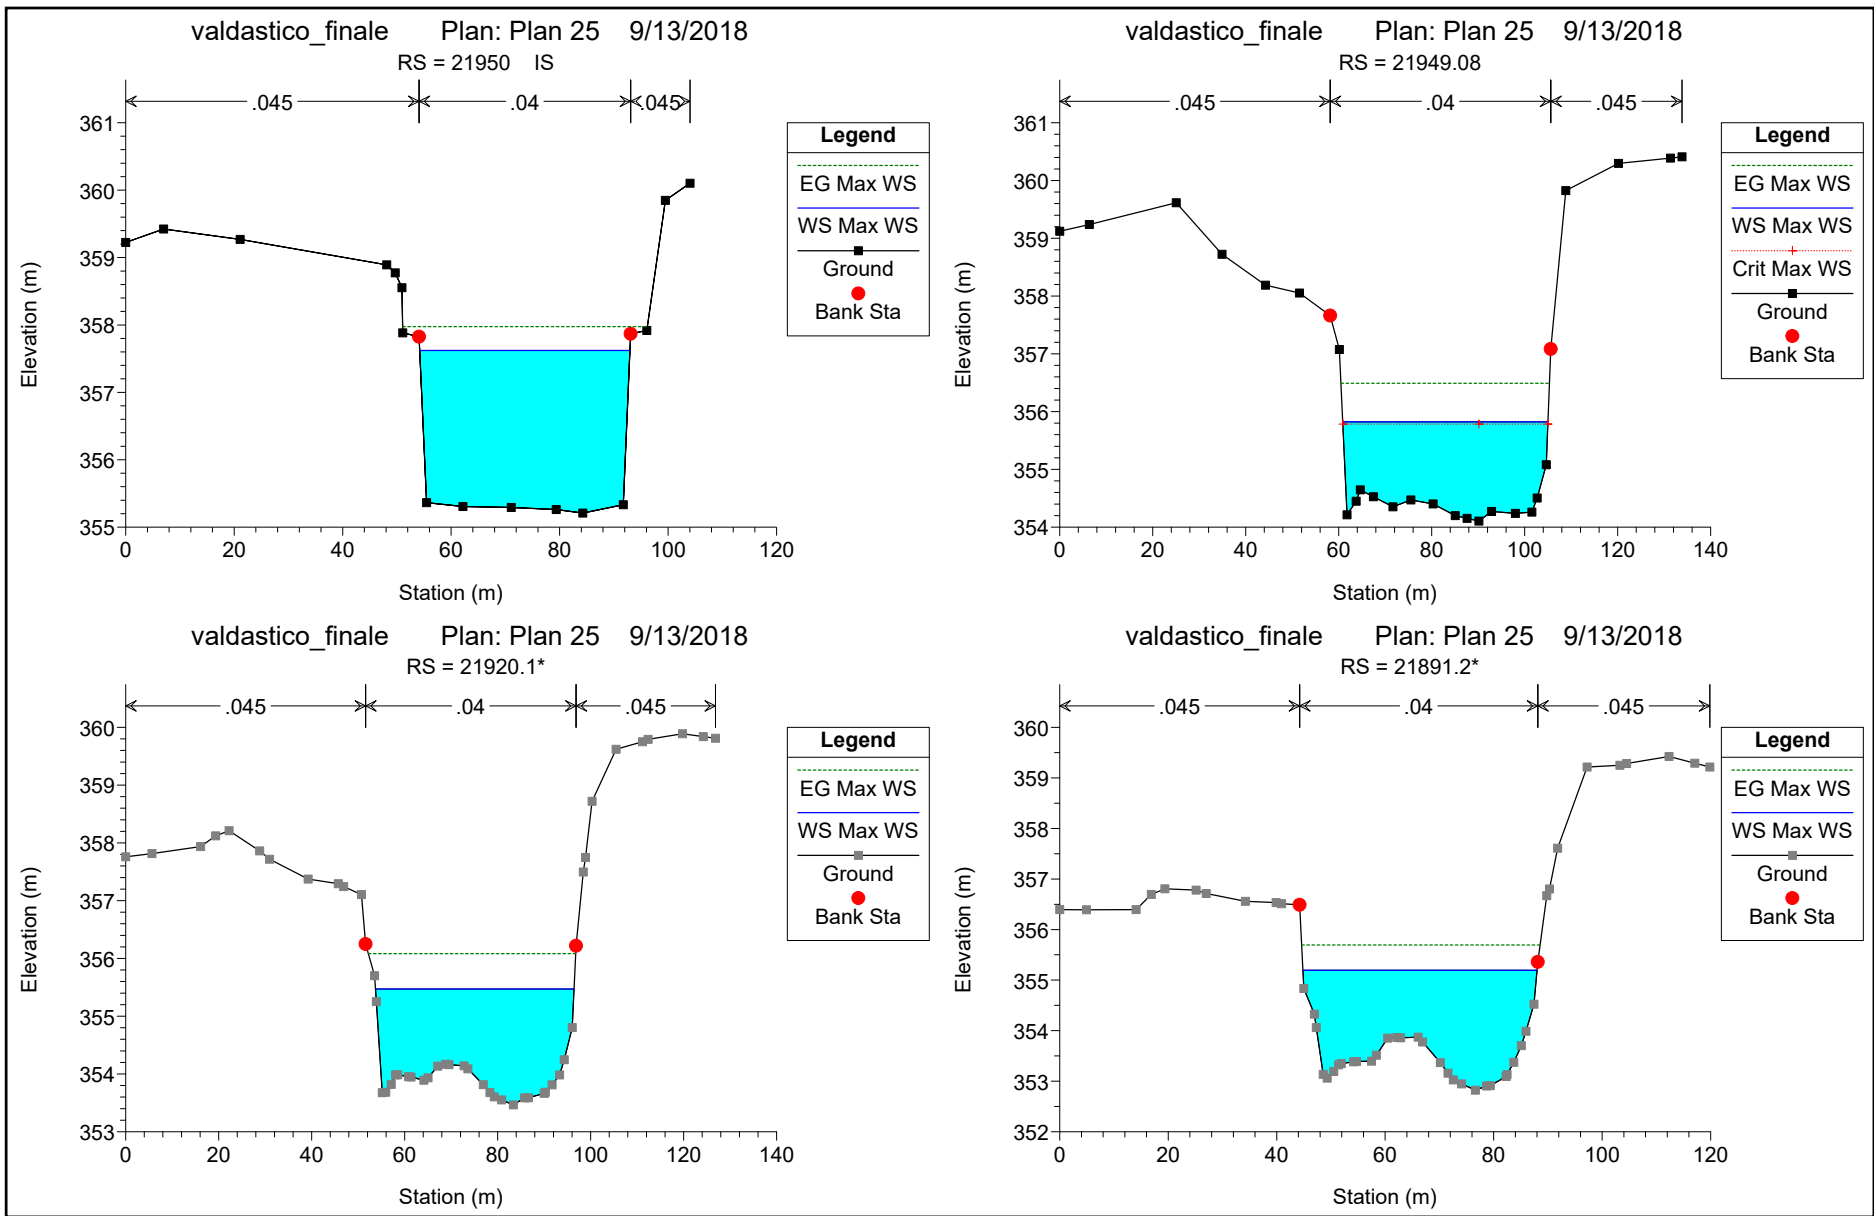 valdastico_finale Plan: Plan 25 9/13/2018
RS = 21950 IS
.045 .04 .045
361
360
359
358
357
356
355
0 20 40 60 80 100 120
Elevation (m)
Station (m)
Legend
EG Max WS
WS Max WS
Ground
Bank Sta
valdastico_finale Plan: Plan 25 9/13/2018
RS = 21949.08
.045 .04 .045
361
360
359
358
357
356
355
354
0 20 40 60 80 100 120 140
Elevation (m)
Station (m)
Legend
EG Max WS
WS Max WS
Crit Max WS
Ground
Bank Sta
valdastico_finale Plan: Plan 25 9/13/2018
RS = 21920.1*
.045 .04 .045
360
359
358
357
356
355
354
353
0 20 40 60 80 100 120 140
Elevation (m)
Station (m)
Legend
EG Max WS
WS Max WS
Ground
Bank Sta
valdastico_finale Plan: Plan 25 9/13/2018
RS = 21891.2*
.045 .04 .045
360
359
358
357
356
355
354
353
352
0 20 40 60 80 100 120
Elevation (m)
Station (m)
Legend
EG Max WS
WS Max WS
Ground
Bank Sta